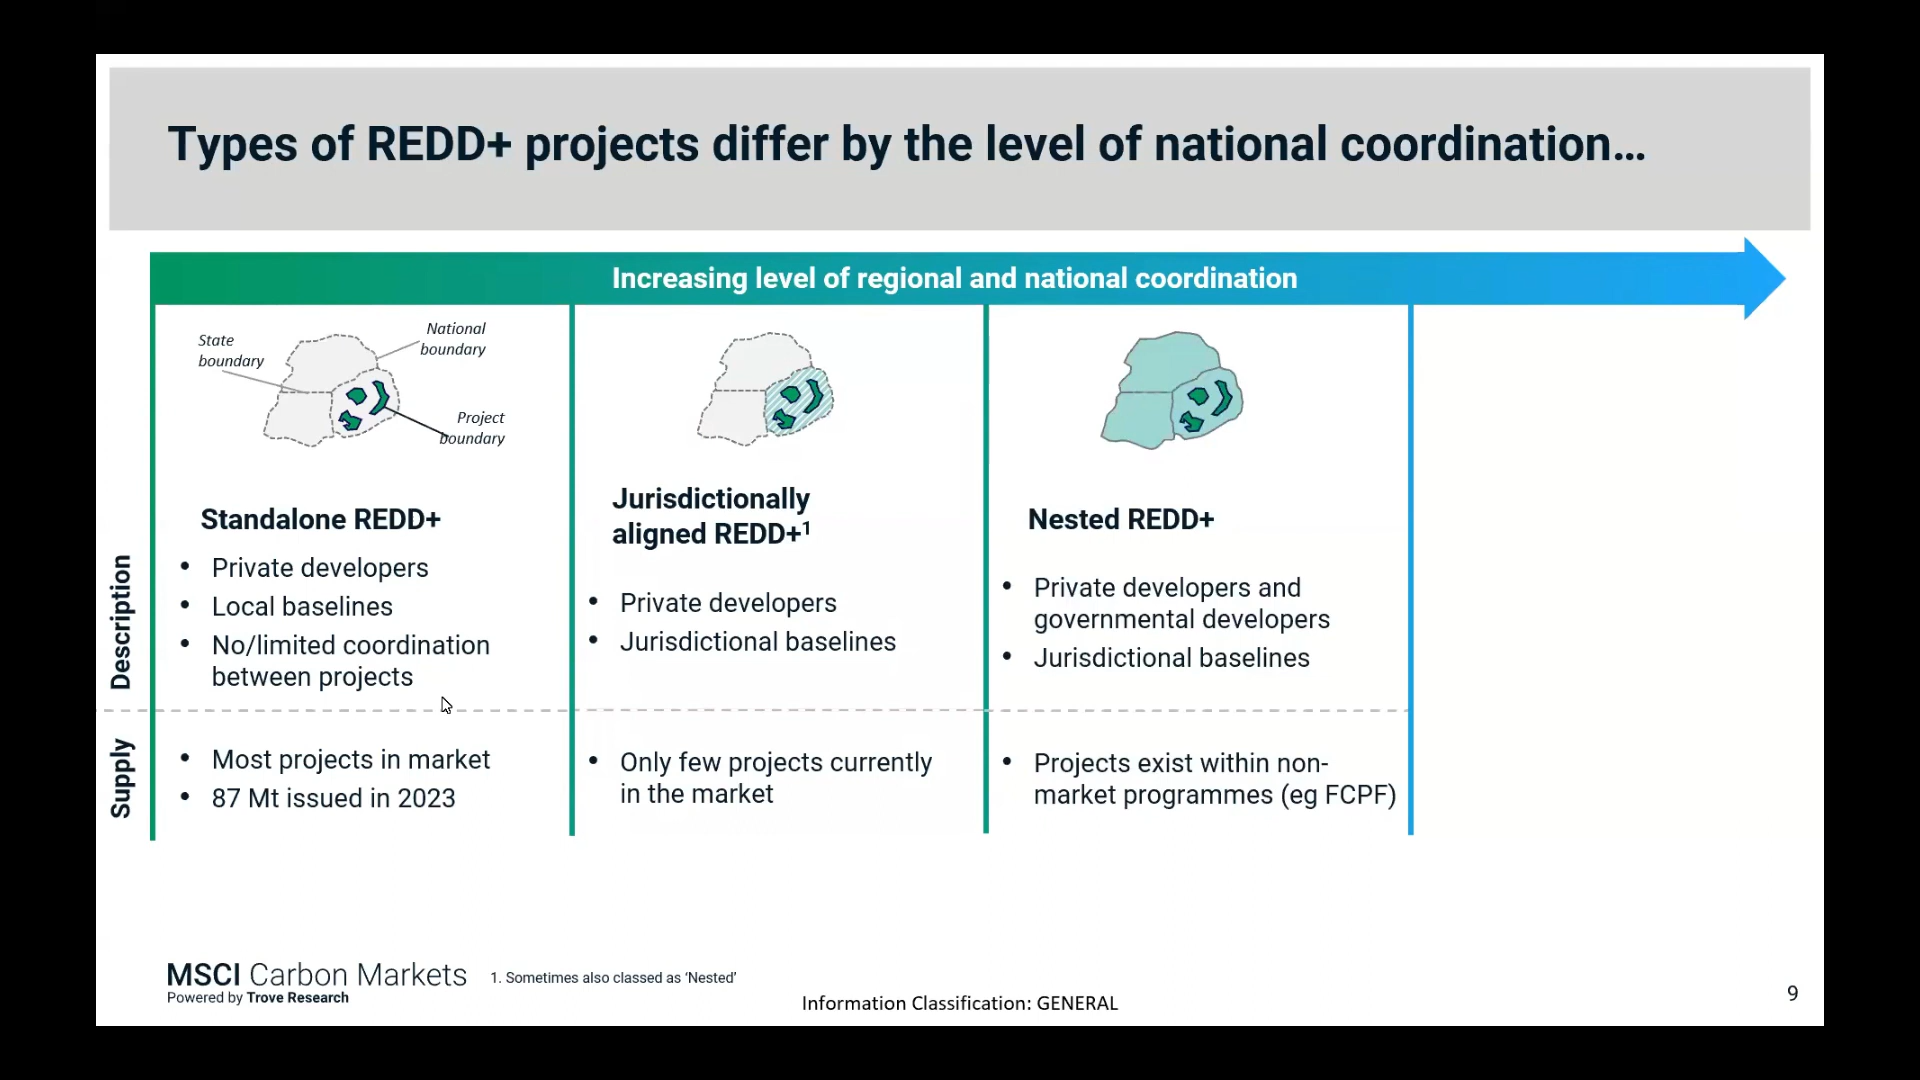 Types of REDD+ projects differ by the level of national coordination…
Increasing level of regional and national coordination
State
boundary
National
boundary
Project
boundary
Description
Supply
Standalone REDD+
• Private developers
• Local baselines
• No/limited coordination
between projects
• Most projects in market
• 87 Mt issued in 2023
Jurisdictionally
aligned REDD+¹
• Private developers
• Jurisdictional baselines
• Only few projects currently
in the market
Nested REDD+
• Private developers and
governmental developers
• Jurisdictional baselines
• Projects exist within non-
market programmes (eg FCPF)
MSCI Carbon Markets
Powered by Trove Research
1. Sometimes also classed as ‘Nested’
Information Classification: GENERAL
9